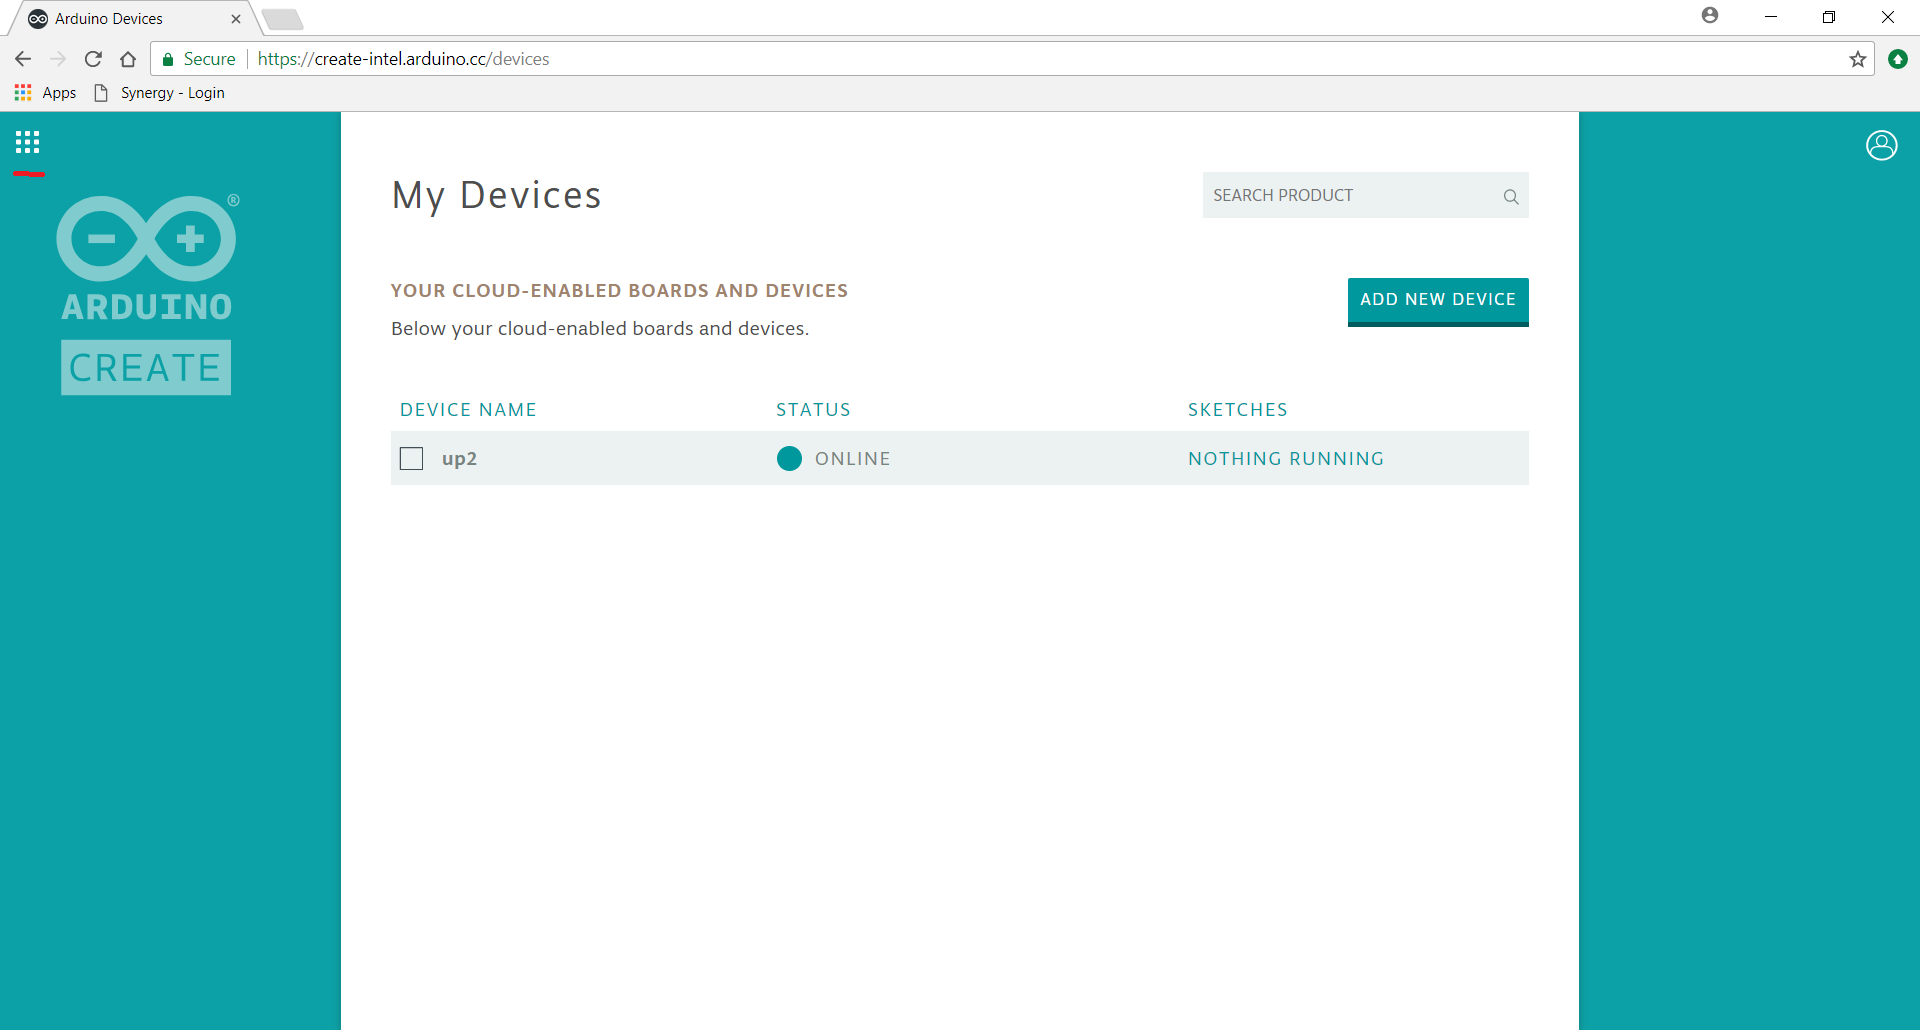 Arduino Devices
Secure https://create-intel.arduino.cc/devices
Apps Synergy - Login
ARDUINO
CREATE
My Devices
SEARCH PRODUCT
YOUR CLOUD-ENABLED BOARDS AND DEVICES
ADD NEW DEVICE
Below your cloud-enabled boards and devices.
DEVICE NAME STATUS SKETCHES
up2 ONLINE NOTHING RUNNING